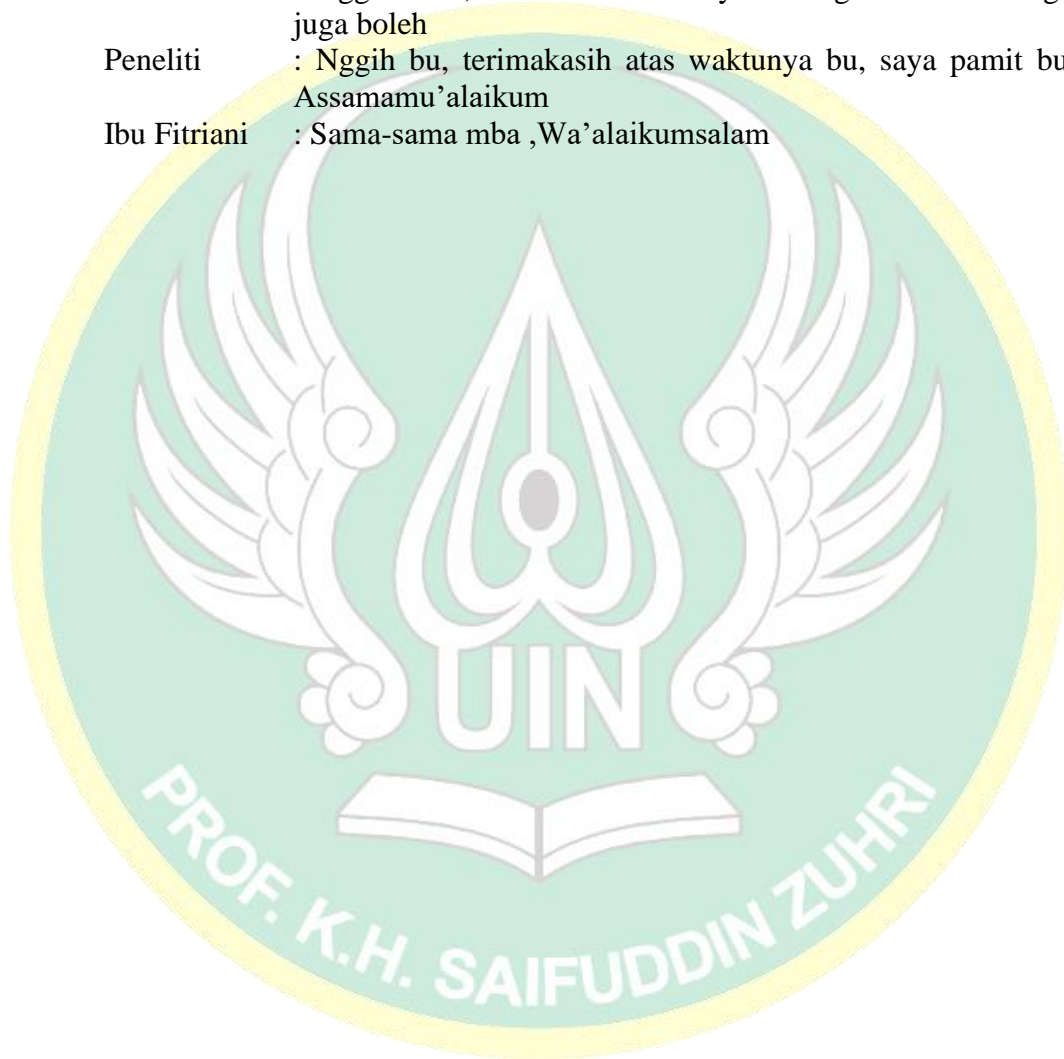 juga boleh
Peneliti : Nggih bu, terimakasih atas waktunya bu, saya pamit bu
Assamamu’alaikum
Ibu Fitriani : Sama-sama mba ,Wa’alaikumsalam
UIN
PROF. K.H. SAIFUDDIN ZUHRI